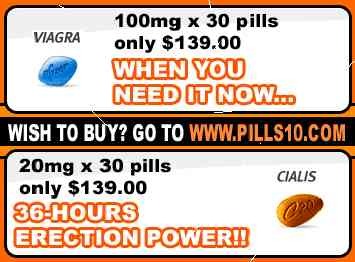 VIAGRA
100mg x 30 pills
only $139.00
WHEN YOU
NEED IT NOW...
WISH TO BUY? GO TO WWW.PILLS10.COM
20mg x 30 pills
only $139.00
36-HOURS
ERECTION POWER!!
CIALIS